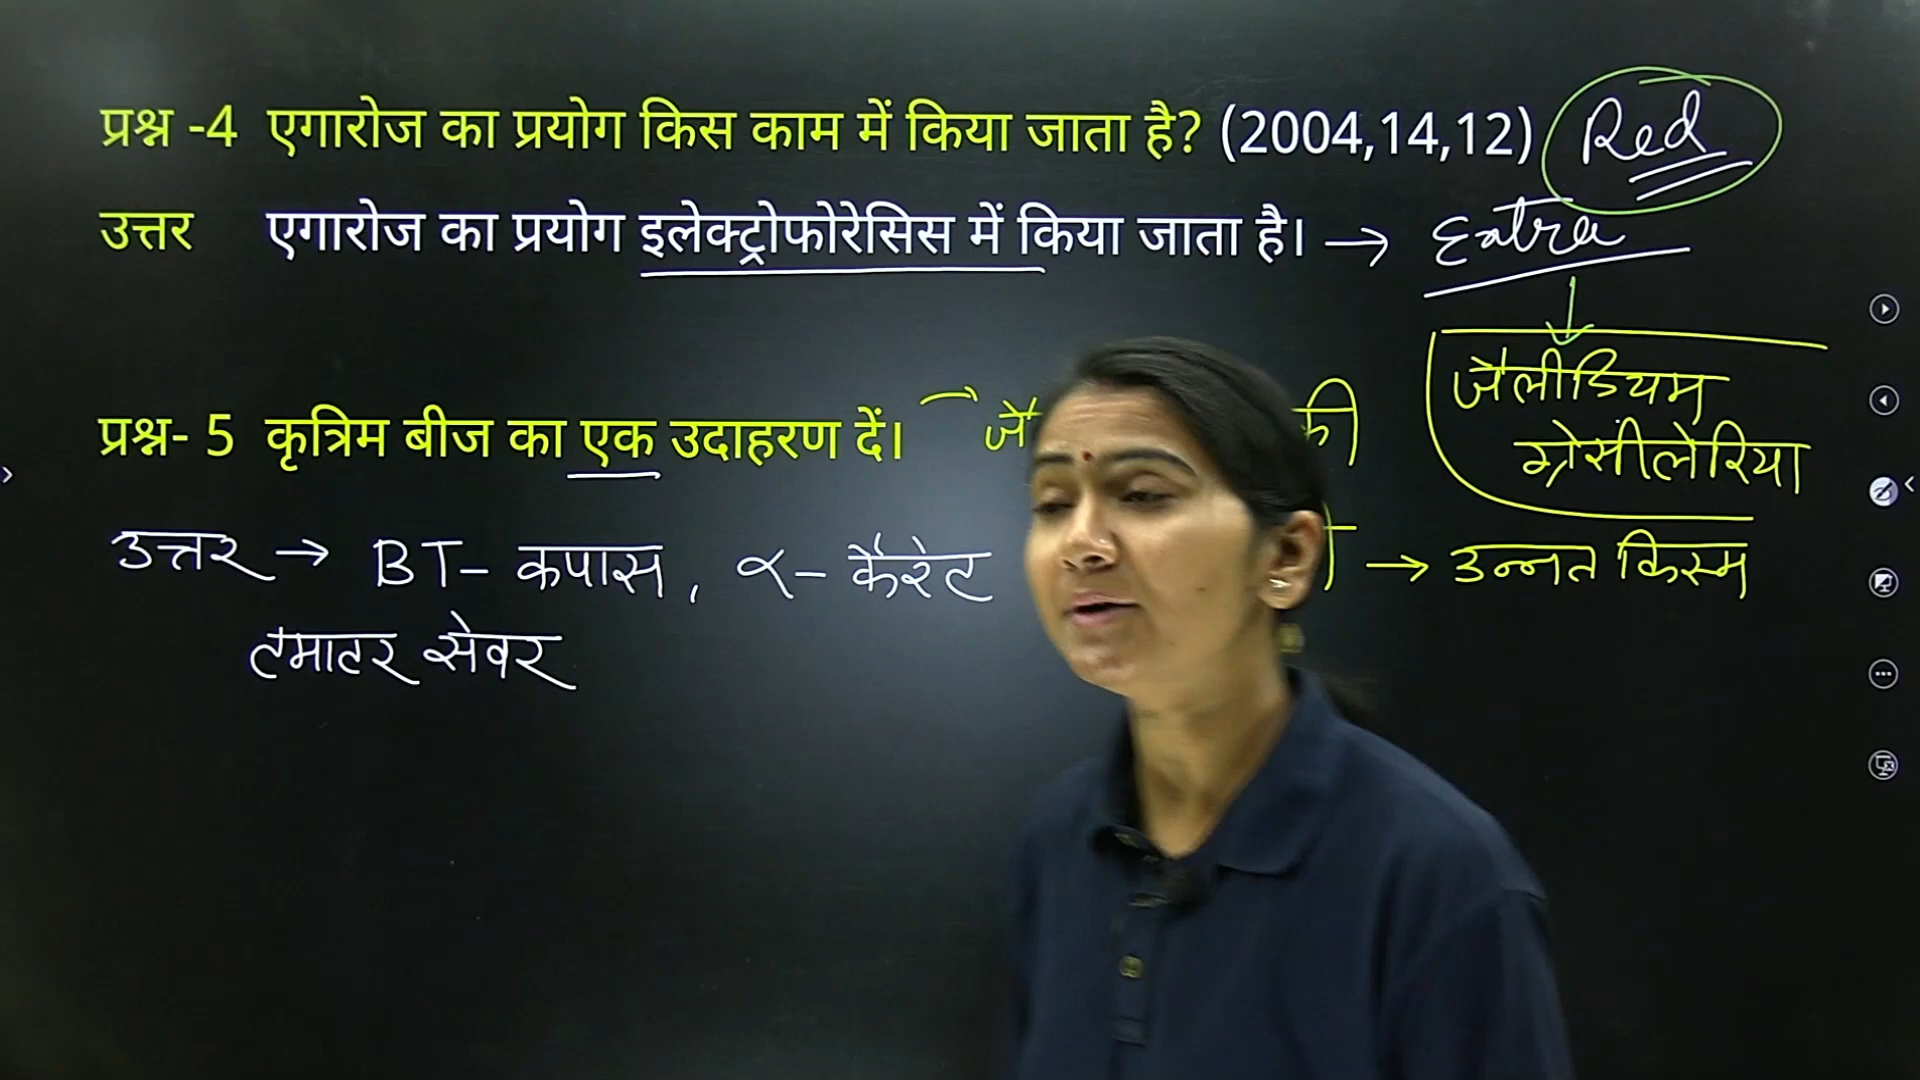 प्रश्न -4 एगारोज का प्रयोग किस काम में किया जाता है? (2004,14,12) Red
उत्तर एगारोज का प्रयोग इलेक्ट्रोफोरेसिस में किया जाता है। → Extra
जैलीडियम
ग्रेसीलेरिया
प्रश्न- 5 कृत्रिम बीज का एक उदाहरण दें। जै की
उत्तर → BT- कपास, α- कैरेट → उन्नत किस्म
टमाटर सेवर